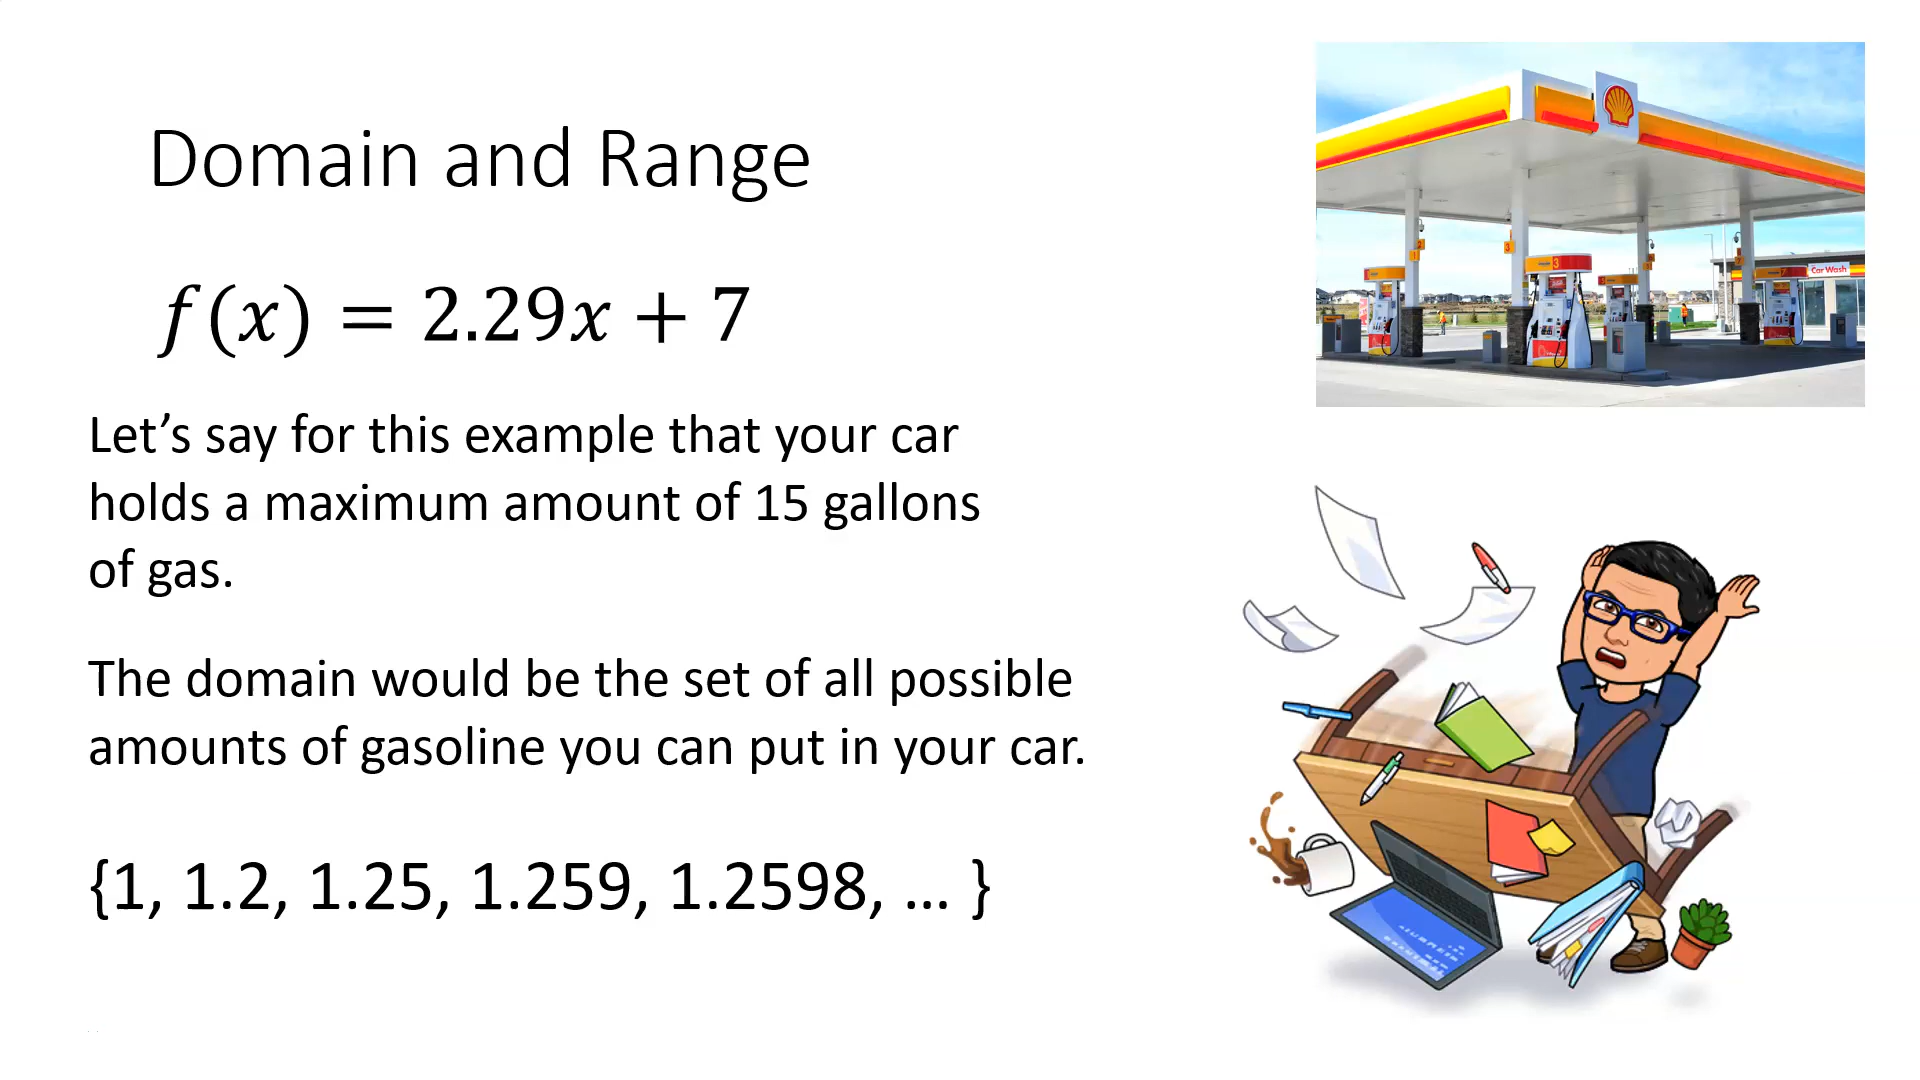 Domain and Range
f(x) = 2.29x + 7
Let’s say for this example that your car
holds a maximum amount of 15 gallons
of gas.
The domain would be the set of all possible
amounts of gasoline you can put in your car.
{1, 1.2, 1.25, 1.259, 1.2598, … }
Car Wash
3